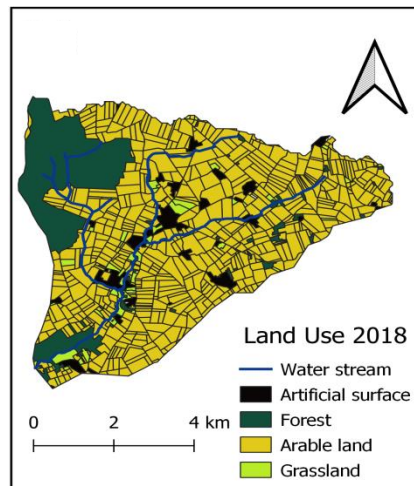 Land Use 2018
Water stream
Artificial surface
Forest
Arable land
Grassland
0 2 4 km